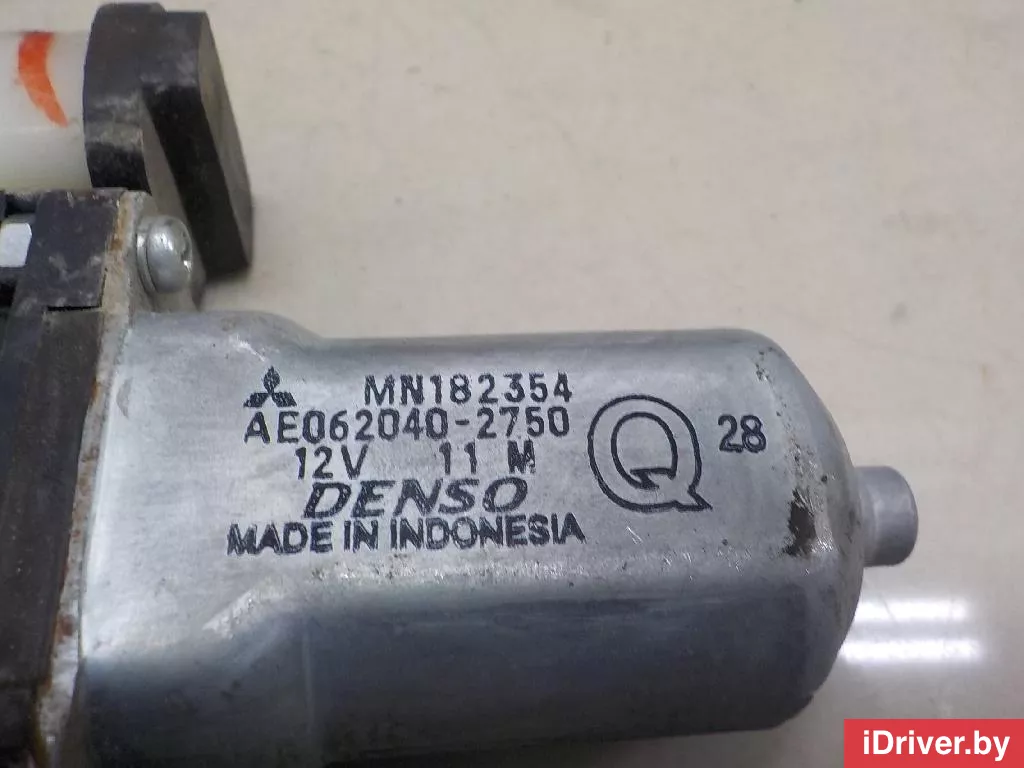 MN182354
AE062040-2750
12V 11 M
DENSO
MADE IN INDONESIA
Q 28
iDriver.by